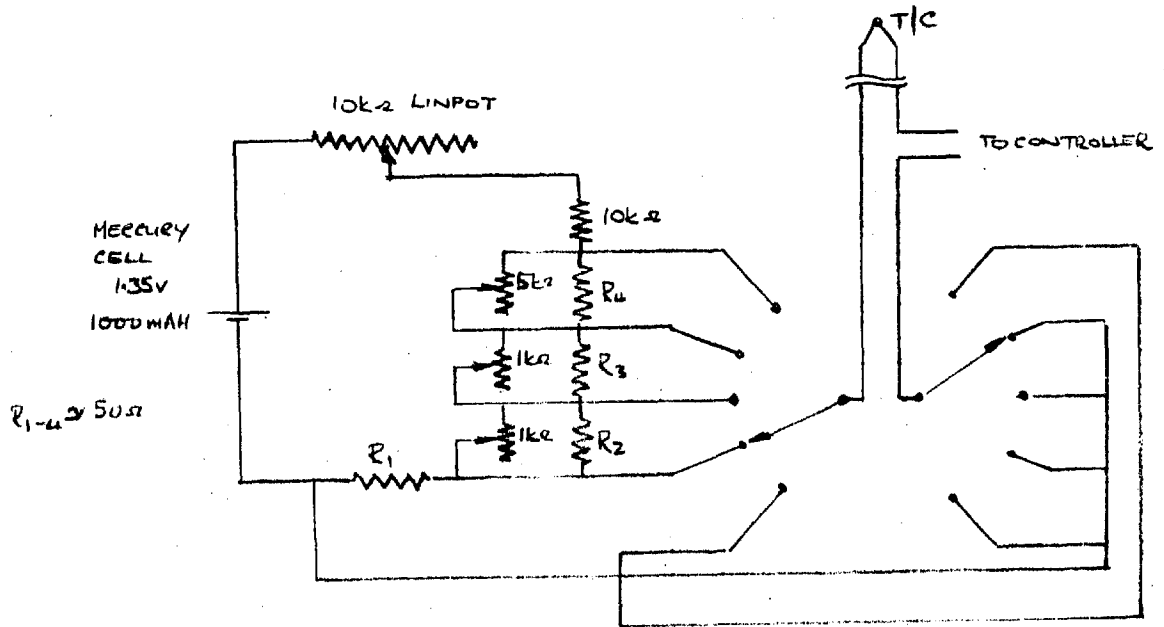 T/C
10kΩ LINPOT
TO CONTROLLER
10kΩ
MERCURY
CELL
1.35v
1000mAH
5kΩ
R4
1kΩ
R3
R1-4 ≃ 50Ω
1kΩ
R2
R1